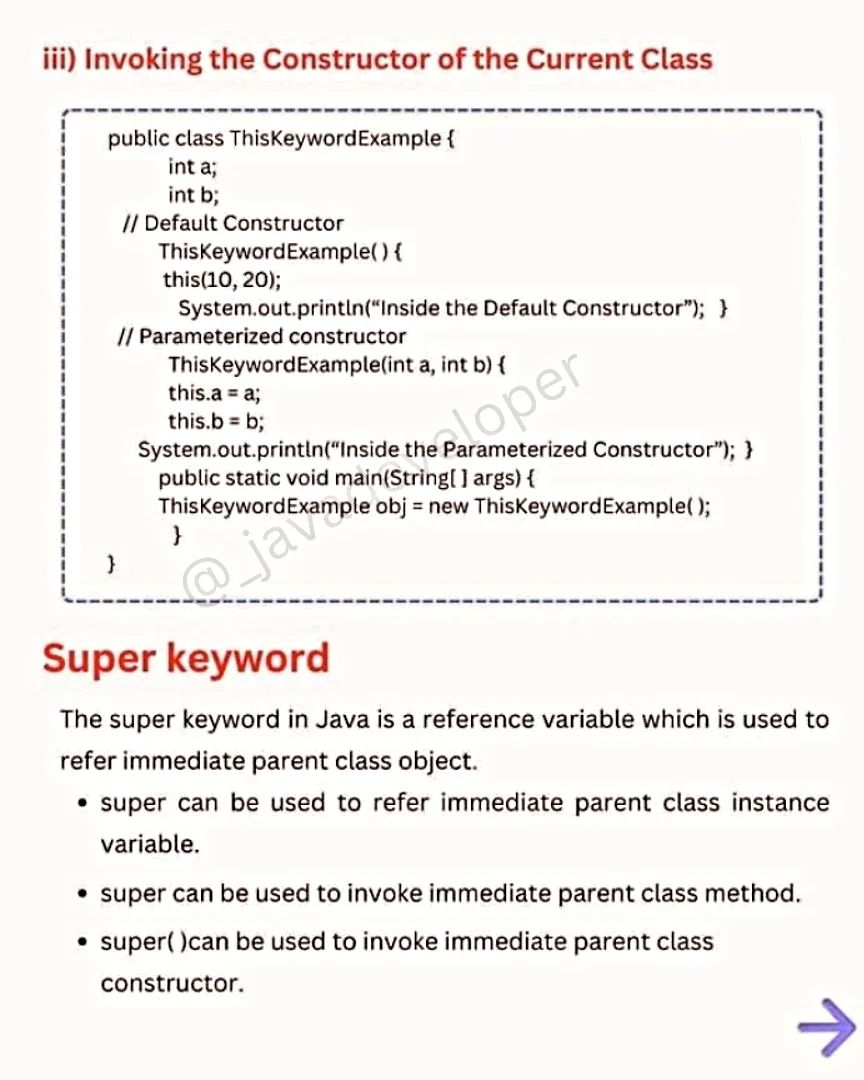 iii) Invoking the Constructor of the Current Class
public class ThisKeywordExample {
int a;
int b;
// Default Constructor
ThisKeywordExample( ) {
this(10, 20);
System.out.println(“Inside the Default Constructor”); }
// Parameterized constructor
ThisKeywordExample(int a, int b) {
this.a = a;
this.b = b;
System.out.println(“Inside the Parameterized Constructor”); }
public static void main(String[ ] args) {
ThisKeywordExample obj = new ThisKeywordExample( );
}
}
@_javadeveloper
Super keyword
The super keyword in Java is a reference variable which is used to
refer immediate parent class object.
• super can be used to refer immediate parent class instance
variable.
• super can be used to invoke immediate parent class method.
• super( )can be used to invoke immediate parent class
constructor.